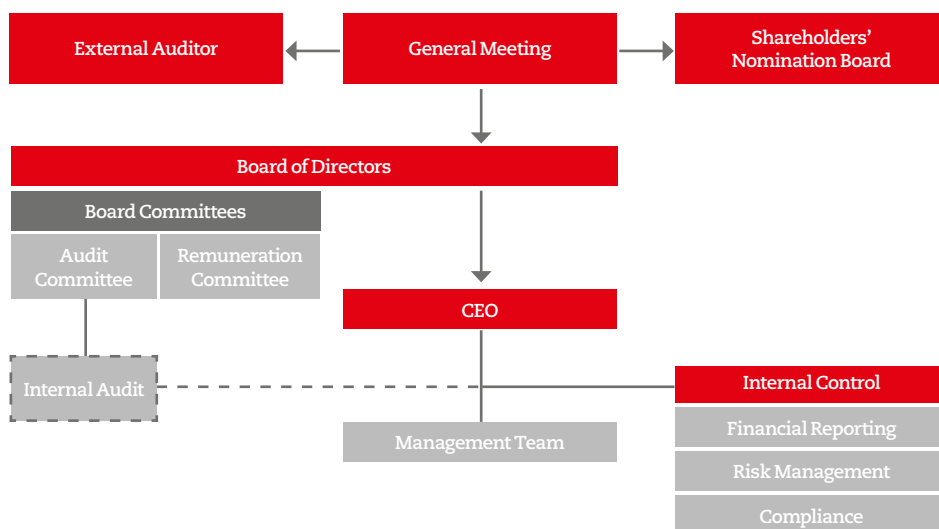 External Auditor
General Meeting
Shareholders’
Nomination Board
Board of Directors
Board Committees
Audit
Committee
Remuneration
Committee
CEO
Internal Audit
Internal Control
Management Team
Financial Reporting
Risk Management
Compliance